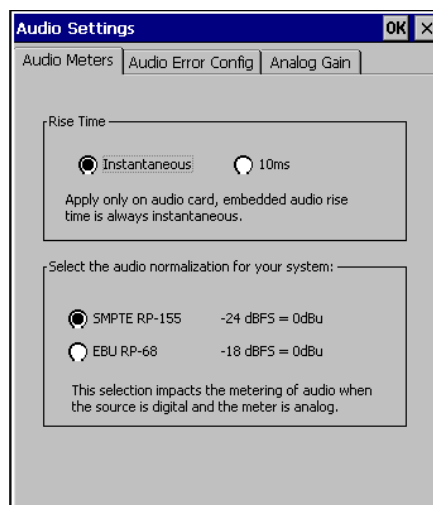 Audio Settings OK ×
Audio Meters Audio Error Config Analog Gain
Rise Time
Instantaneous 10ms
Apply only on audio card, embedded audio rise
time is always instantaneous.
Select the audio normalization for your system:
SMPTE RP-155 -24 dBFS = 0dBu
EBU RP-68 -18 dBFS = 0dBu
This selection impacts the metering of audio when
the source is digital and the meter is analog.